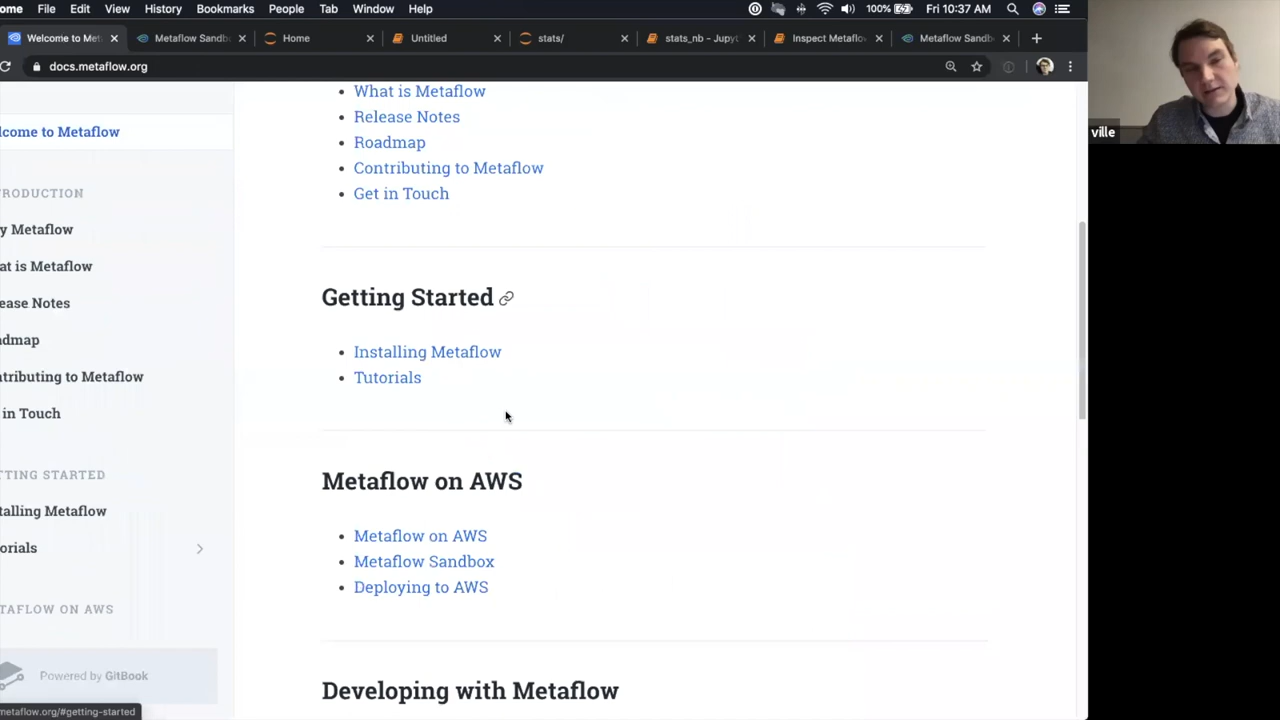 ome File Edit View History Bookmarks People Tab Window Help 100% Fri 10:37 AM
Welcome to Met Metaflow Sandb Home Untitled stats/ stats_nb - Jupyt Inspect Metaflow Metaflow Sandb
docs.metaflow.org
ville
lcome to Metaflow
RODUCTION
y Metaflow
at is Metaflow
ease Notes
admap
ntributing to Metaflow
in Touch
TTING STARTED
talling Metaflow
orials
TAFLOW ON AWS
Powered by GitBook
metaflow.org/#getting-started
What is Metaflow
Release Notes
Roadmap
Contributing to Metaflow
Get in Touch
Getting Started
Installing Metaflow
Tutorials
Metaflow on AWS
Metaflow on AWS
Metaflow Sandbox
Deploying to AWS
Developing with Metaflow